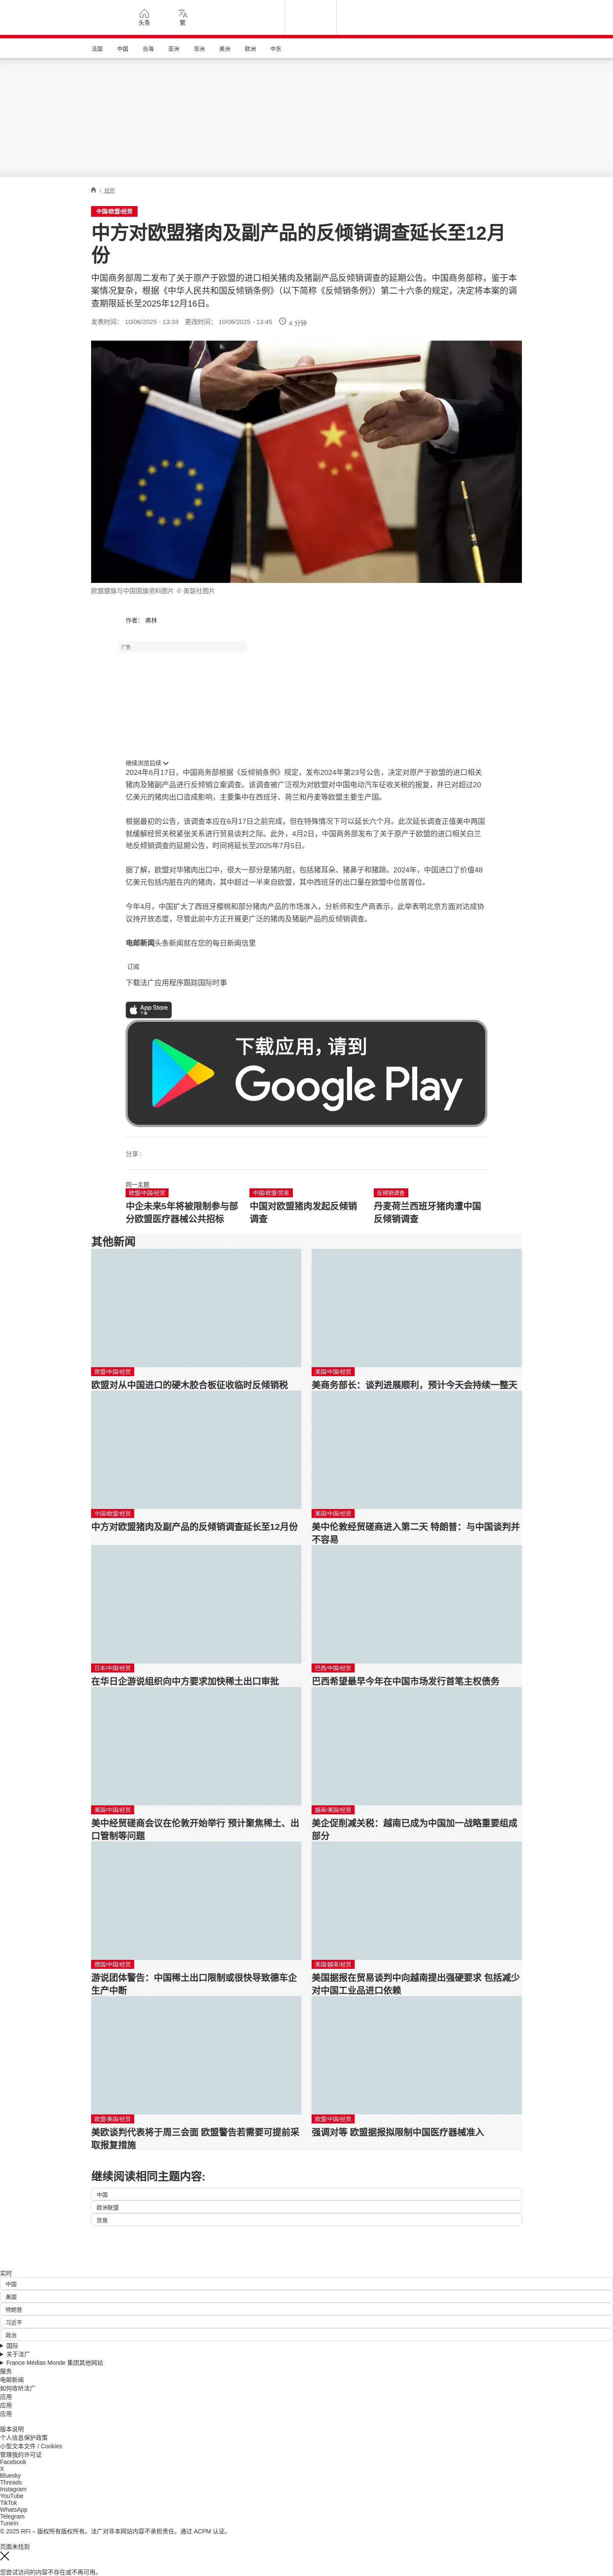 头条
繁
法国
中国
台海
亚洲
非洲
美洲
欧洲
中东
/ 经贸
中国/欧盟/经贸
中方对欧盟猪肉及副产品的反倾销调查延长至12月
份
中国商务部周二发布了关于原产于欧盟的进口相关猪肉及猪副产品反倾销调查的延期公告。中国商务部称，鉴于本
案情况复杂，根据《中华人民共和国反倾销条例》（以下简称《反倾销条例》）第二十六条的规定，决定将本案的调
查期限延长至2025年12月16日。
发表时间： 10/06/2025 - 13:33 更改时间： 10/06/2025 - 13:45 4 分钟
欧盟盟旗与中国国旗资料图片 © 美联社图片
作者： 弗林
广告
继续浏览后续
2024年6月17日，中国商务部根据《反倾销条例》规定，发布2024年第23号公告，决定对原产于欧盟的进口相关
猪肉及猪副产品进行反倾销立案调查。该调查被广泛视为对欧盟对中国电动汽车征收关税的报复，并已对超过20
亿美元的猪肉出口造成影响，主要集中在西班牙、荷兰和丹麦等欧盟主要生产国。
根据最初的公告，该调查本应在6月17日之前完成，但在特殊情况下可以延长六个月。此次延长调查正值美中两国
就缓解经贸关税紧张关系进行贸易谈判之际。此外，4月2日，中国商务部发布了关于原产于欧盟的进口相关白兰
地反倾销调查的延期公告，时间将延长至2025年7月5日。
据了解，欧盟对华猪肉出口中，很大一部分是猪内脏，包括猪耳朵、猪鼻子和猪蹄。2024年，中国进口了价值48
亿美元包括内脏在内的猪肉，其中超过一半来自欧盟，其中西班牙的出口量在欧盟中位居首位。
今年4月，中国扩大了西班牙樱桃和部分猪肉产品的市场准入，分析师和生产商表示，此举表明北京方面对达成协
议持开放态度，尽管此前中方正开展更广泛的猪肉及猪副产品的反倾销调查。
电邮新闻头条新闻就在您的每日新闻信里
订阅
下载法广应用程序跟踪国际时事
App Store
下载
下载应用，请到
Google Play
分享 :
同一主题
欧盟/中国/经贸
中企未来5年将被限制参与部
分欧盟医疗器械公共招标
中国/欧盟/贸易
中国对欧盟猪肉发起反倾销
调查
反倾销调查
丹麦荷兰西班牙猪肉遭中国
反倾销调查
其他新闻
欧盟/中国/经贸
欧盟对从中国进口的硬木胶合板征收临时反倾销税
美国/中国/经贸
美商务部长：谈判进展顺利，预计今天会持续一整天
中国/欧盟/经贸
中方对欧盟猪肉及副产品的反倾销调查延长至12月份
美国/中国/经贸
美中伦敦经贸磋商进入第二天 特朗普：与中国谈判并
不容易
日本/中国/经贸
在华日企游说组织向中方要求加快稀土出口审批
巴西/中国/经贸
巴西希望最早今年在中国市场发行首笔主权债务
美国/中国/经贸
美中经贸磋商会议在伦敦开始举行 预计聚焦稀土、出
口管制等问题
越南/美国/经贸
美企促削减关税：越南已成为中国加一战略重要组成
部分
德国/中国/经贸
游说团体警告：中国稀土出口限制或很快导致德车企
生产中断
美国/越南/经贸
美国据报在贸易谈判中向越南提出强硬要求 包括减少
对中国工业品进口依赖
欧盟/美国/经贸
美欧谈判代表将于周三会面 欧盟警告若需要可提前采
取报复措施
欧盟/中国/经贸
强调对等 欧盟据报拟限制中国医疗器械准入
继续阅读相同主题内容:
中国
欧洲联盟
贸易
实时
中国
美国
特朗普
习近平
政治
国际
关于法广
France Médias Monde 集团其他网站
服务
电邮新闻
如何收听法广
应用
应用
应用
版本说明
个人信息保护政策
小型文本文件 / Cookies
管理我的许可证
Facebook
X
Bluesky
Threads
Instagram
YouTube
TikTok
WhatsApp
Telegram
TuneIn
© 2025 RFI – 版权所有版权所有。法广对非本网站内容不承担责任。通过 ACPM 认证。
页面未找到
您尝试访问的内容不存在或不再可用。